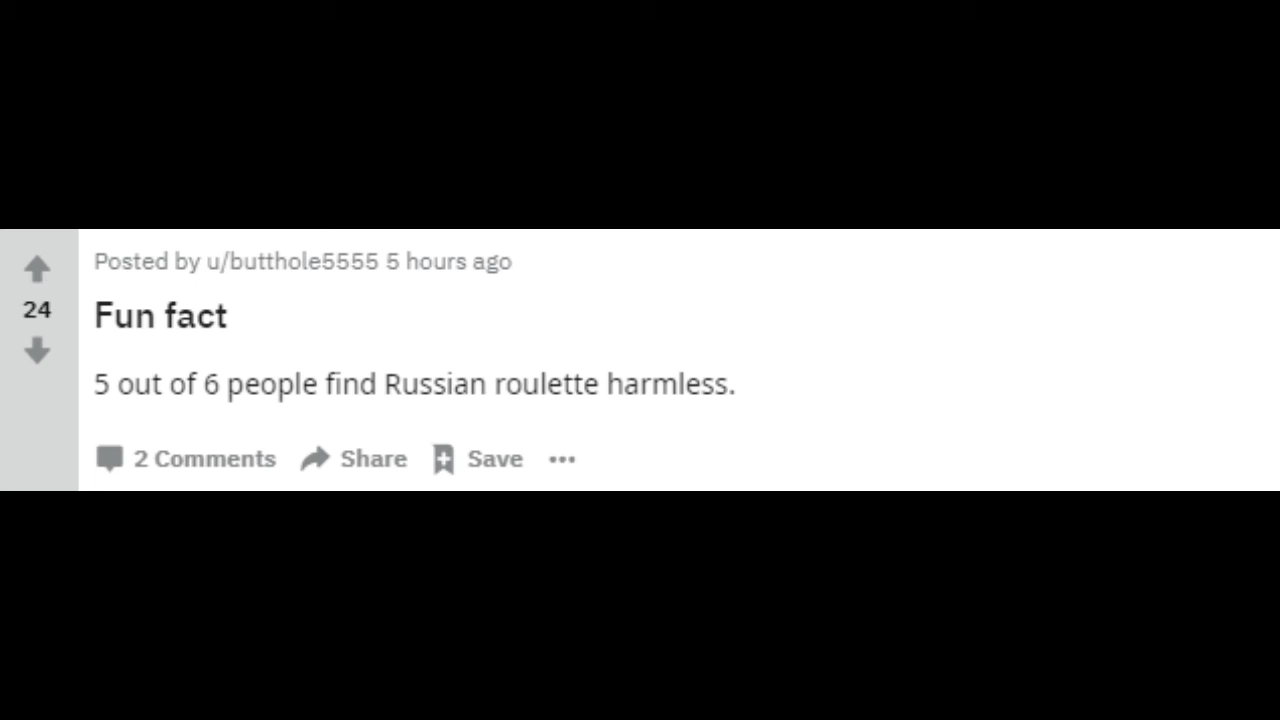 Posted by u/butthole5555 5 hours ago
24
Fun fact
5 out of 6 people find Russian roulette harmless.
2 Comments Share Save ...